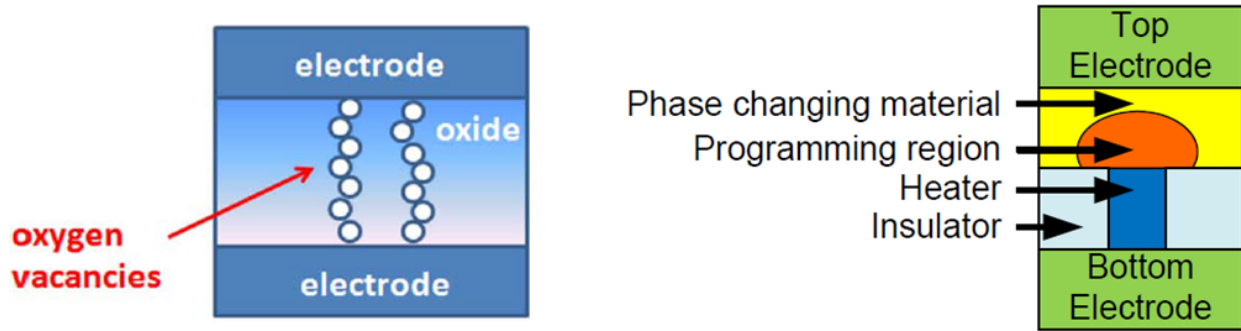 electrode
oxide
oxygen
vacancies
electrode
Top
Electrode
Phase changing material
Programming region
Heater
Insulator
Bottom
Electrode